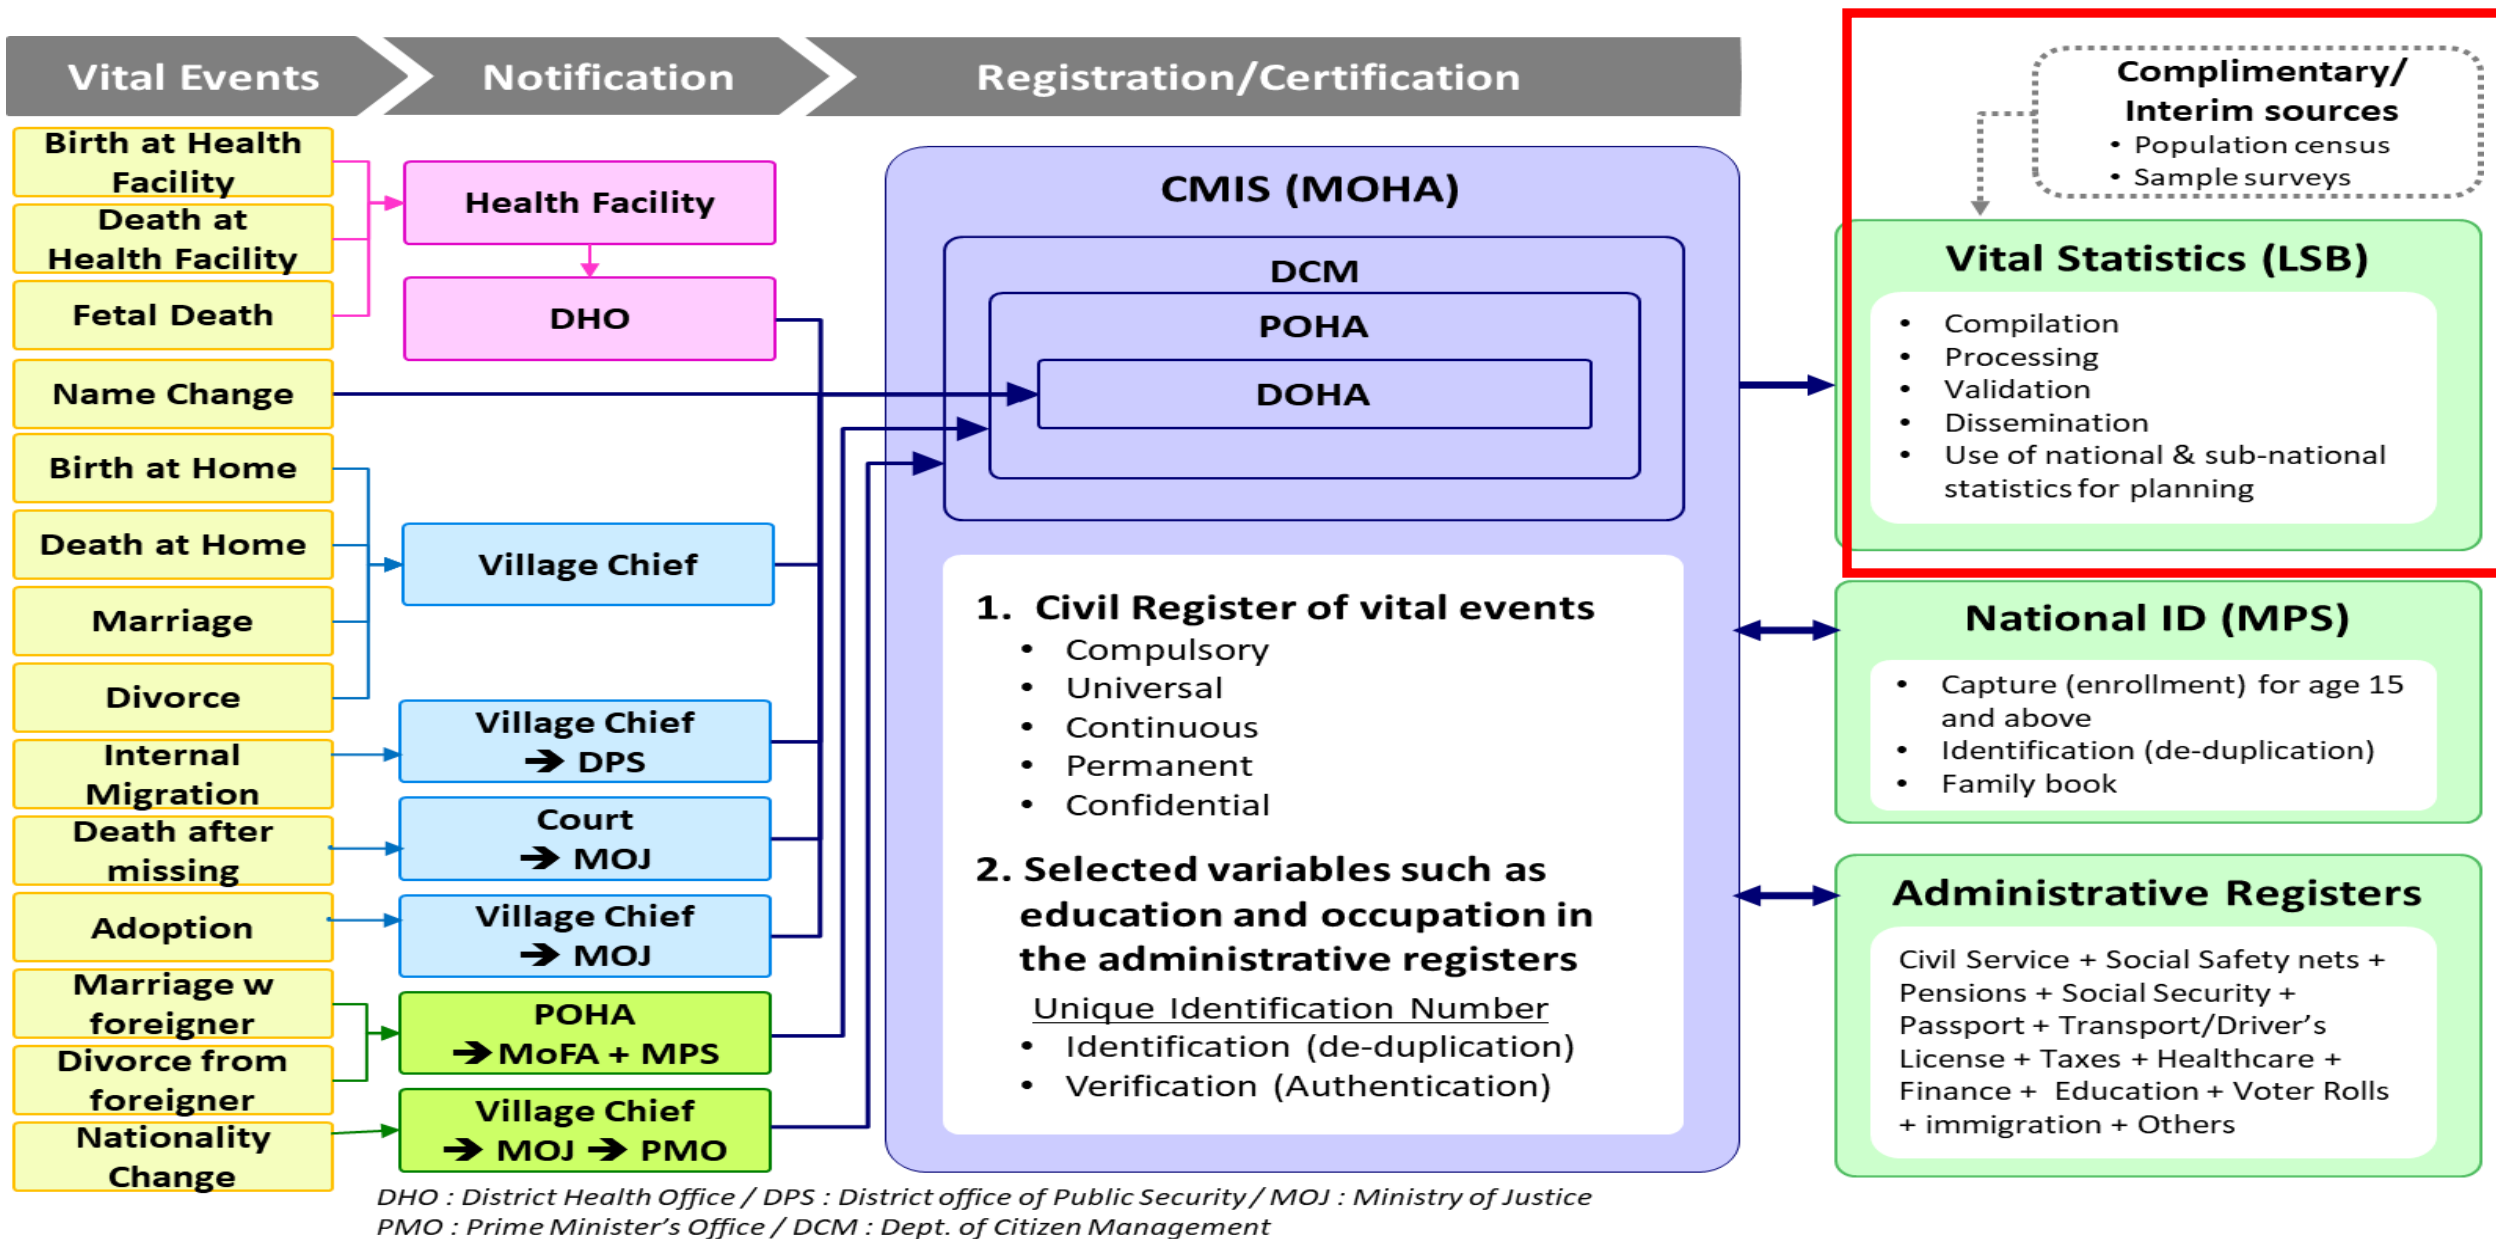 Vital Events
Notification
Registration/Certification
Birth at Health
Facility
Death at
Health Facility
Fetal Death
Name Change
Birth at Home
Death at Home
Marriage
Divorce
Internal
Migration
Death after
missing
Adoption
Marriage w
foreigner
Divorce from
foreigner
Nationality
Change
Health Facility
DHO
Village Chief
Village Chief
➔ DPS
Court
➔ MOJ
Village Chief
➔ MOJ
POHA
➔MoFA + MPS
Village Chief
➔ MOJ ➔ PMO
CMIS (MOHA)
DCM
POHA
DOHA
1. Civil Register of vital events
• Compulsory
• Universal
• Continuous
• Permanent
• Confidential
2. Selected variables such as
education and occupation in
the administrative registers
Unique Identification Number
• Identification (de-duplication)
• Verification (Authentication)
Complimentary/
Interim sources
• Population census
• Sample surveys
Vital Statistics (LSB)
• Compilation
• Processing
• Validation
• Dissemination
• Use of national & sub-national
statistics for planning
National ID (MPS)
• Capture (enrollment) for age 15
and above
• Identification (de-duplication)
• Family book
Administrative Registers
Civil Service + Social Safety nets +
Pensions + Social Security +
Passport + Transport/Driver’s
License + Taxes + Healthcare +
Finance + Education + Voter Rolls
+ immigration + Others
DHO : District Health Office / DPS : District office of Public Security / MOJ : Ministry of Justice
PMO : Prime Minister’s Office / DCM : Dept. of Citizen Management